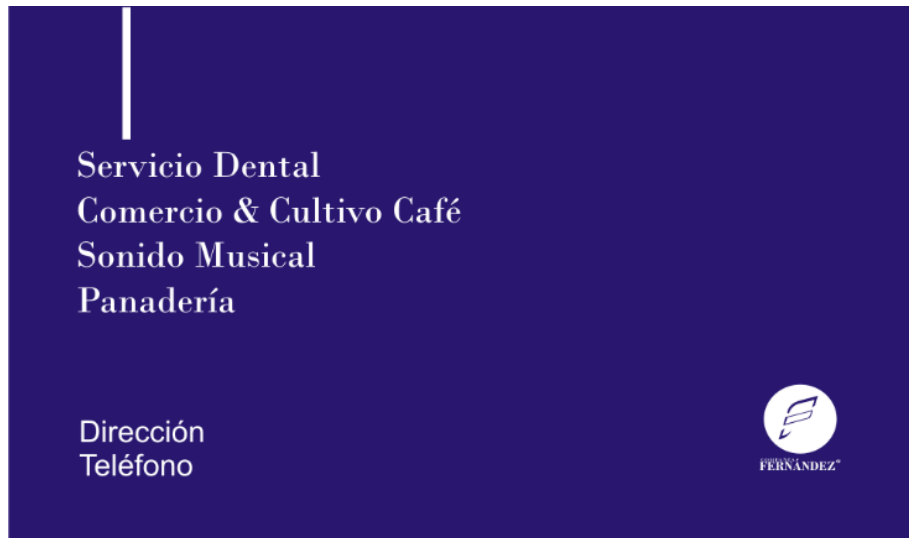 Servicio Dental
Comercio & Cultivo Café
Sonido Musical
Panadería
Dirección
Teléfono
FERNÁNDEZ®